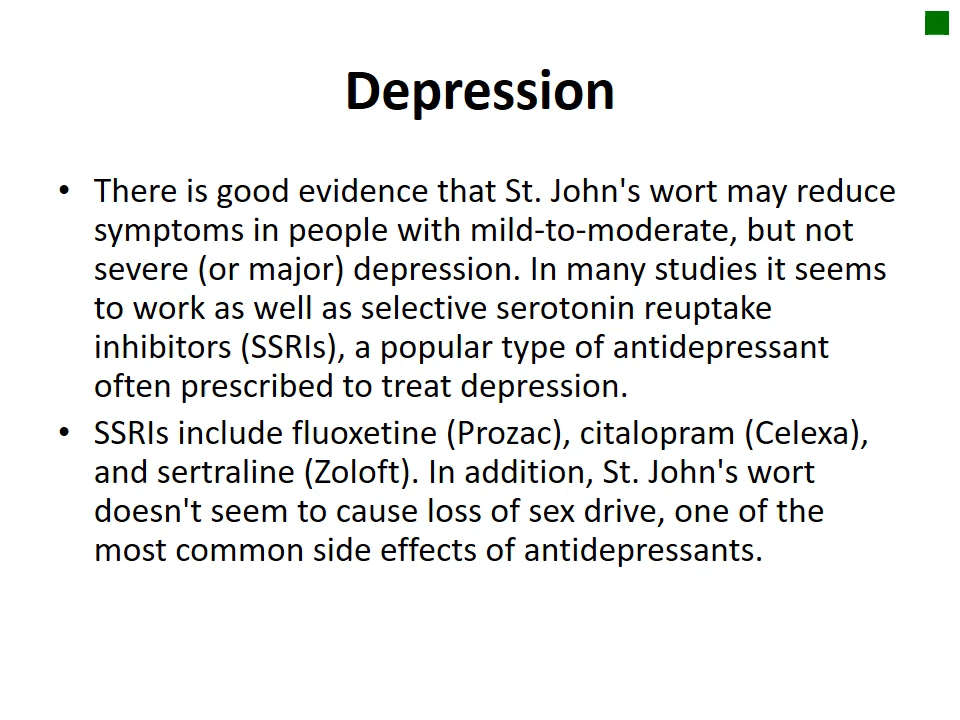 Depression
• There is good evidence that St. John's wort may reduce
symptoms in people with mild-to-moderate, but not
severe (or major) depression. In many studies it seems
to work as well as selective serotonin reuptake
inhibitors (SSRIs), a popular type of antidepressant
often prescribed to treat depression.
• SSRIs include fluoxetine (Prozac), citalopram (Celexa),
and sertraline (Zoloft). In addition, St. John's wort
doesn't seem to cause loss of sex drive, one of the
most common side effects of antidepressants.